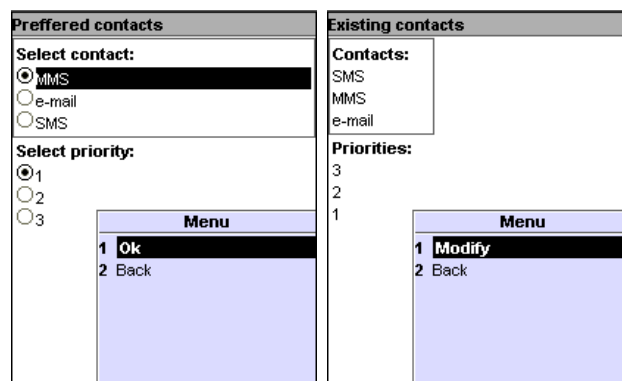 Preffered contacts
Select contact:
MMS
e-mail
SMS
Select priority:
1
2
3
Menu
1 Ok
2 Back
Existing contacts
Contacts:
SMS
MMS
e-mail
Priorities:
3
2
1
Menu
1 Modify
2 Back